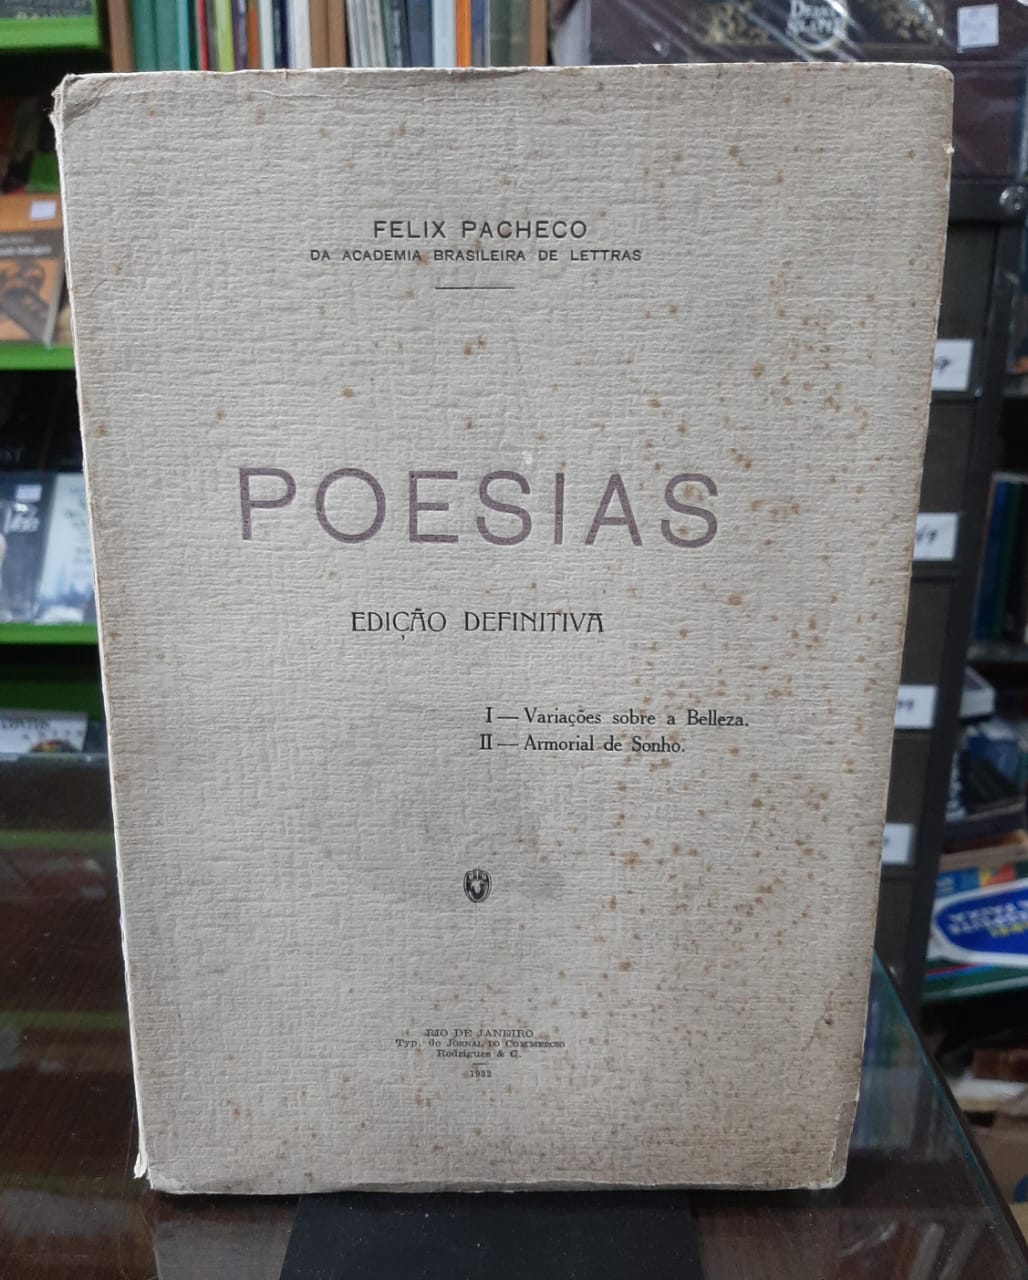 FELIX PACHECO
DA ACADEMIA BRASILEIRA DE LETTRAS
POESIAS
EDIÇÃO DEFINITIVA
I — Variações sobre a Belleza.
II — Armorial de Sonho.
RIO DE JANEIRO
Typ. do JORNAL DO COMMERCIO
Rodrigues & C.
1932